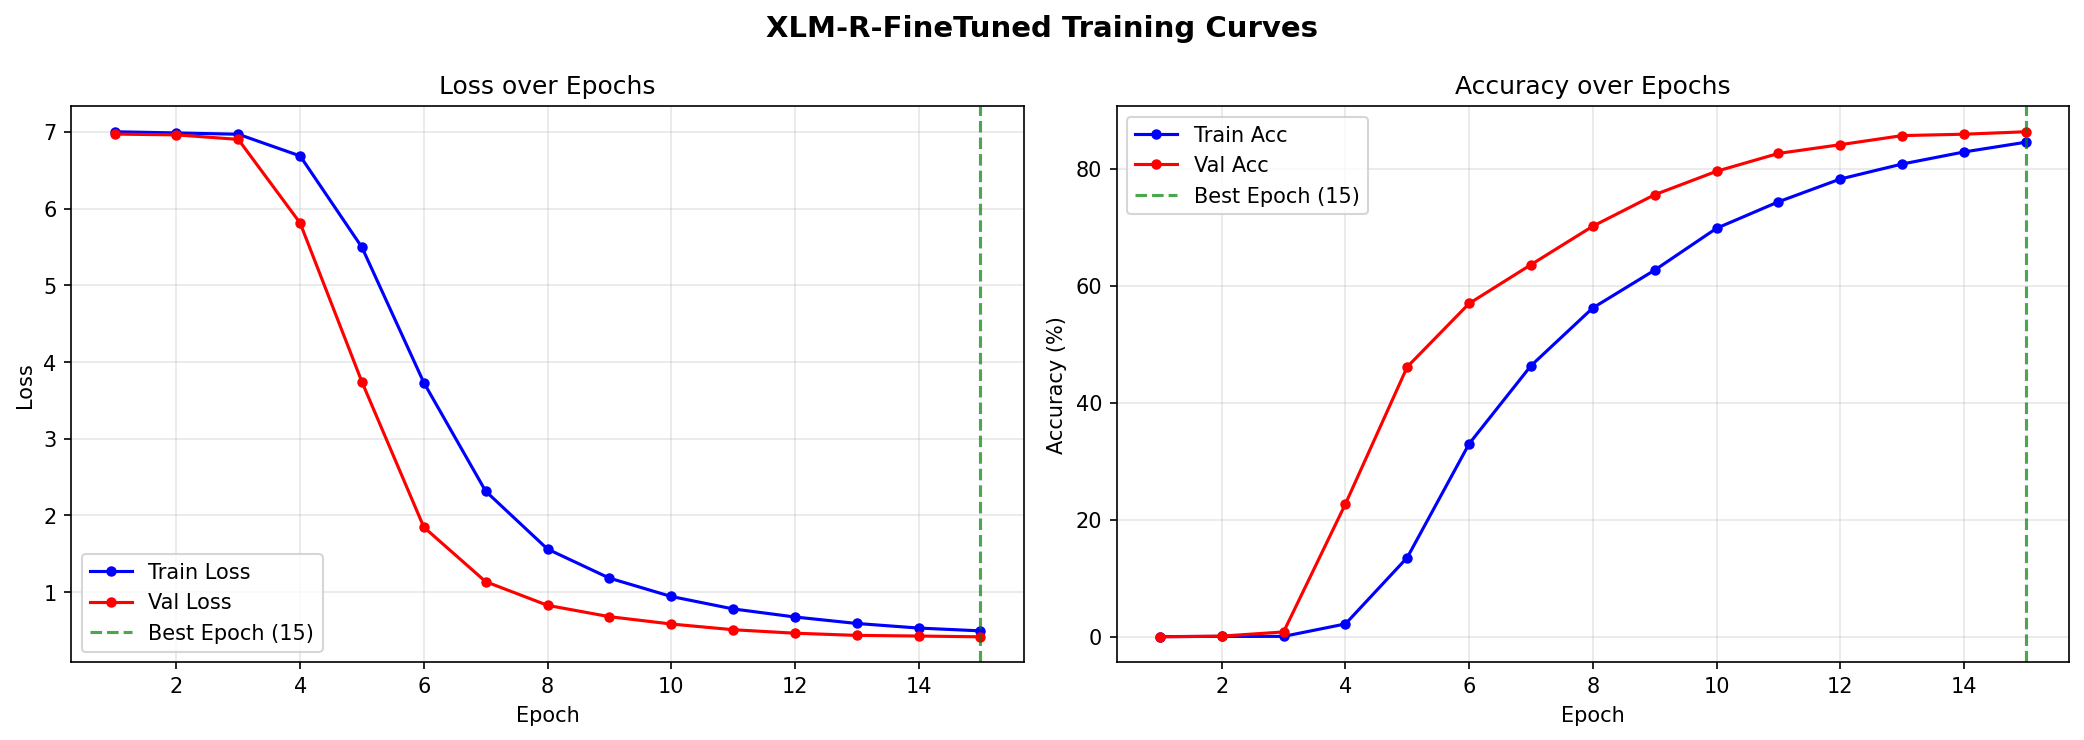 XLM-R-FineTuned Training Curves
Loss over Epochs
7
6
5
4
3
2
1
Loss
Train Loss
Val Loss
Best Epoch (15)
2 4 6 8 10 12 14
Epoch
Accuracy over Epochs
Train Acc
Val Acc
Best Epoch (15)
80
60
40
20
0
Accuracy (%)
2 4 6 8 10 12 14
Epoch